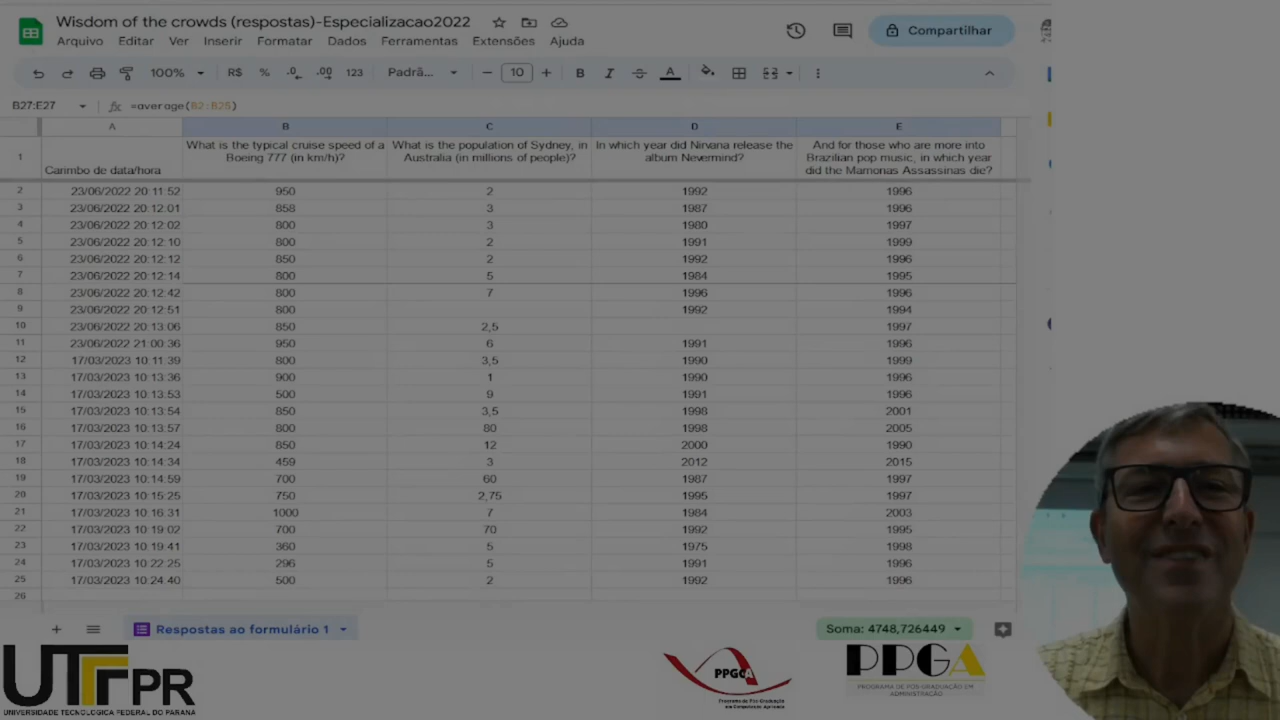 Wisdom of the crowds (respostas)-Especializacao2022
Arquivo Editar Ver Inserir Formatar Dados Ferramentas Extensões Ajuda
Compartilhar
100% R$ % .0 .00 123 Padrã... − 10 + B I A
B27:E27 fx =average(B2:B25)
A B C D E
1 Carimbo de data/hora What is the typical cruise speed of a Boeing 777 (in km/h)? What is the population of Sydney, in Australia (in millions of people)? In which year did Nirvana release the album Nevermind? And for those who are more into Brazilian pop music, in which year did the Mamonas Assassinas die?
2 23/06/2022 20:11:52 950 2 1992 1996
3 23/06/2022 20:12:01 858 3 1987 1996
4 23/06/2022 20:12:02 800 3 1980 1997
5 23/06/2022 20:12:10 800 2 1991 1999
6 23/06/2022 20:12:12 850 2 1992 1996
7 23/06/2022 20:12:14 800 5 1984 1995
8 23/06/2022 20:12:42 800 7 1996 1996
9 23/06/2022 20:12:51 800 1992 1994
10 23/06/2022 20:13:06 850 2,5 1997
11 23/06/2022 21:00:36 950 6 1991 1996
12 17/03/2023 10:11:39 800 3,5 1990 1999
13 17/03/2023 10:13:36 900 1 1990 1996
14 17/03/2023 10:13:53 500 9 1991 1996
15 17/03/2023 10:13:54 850 3,5 1998 2001
16 17/03/2023 10:13:57 800 80 1998 2005
17 17/03/2023 10:14:24 850 12 2000 1990
18 17/03/2023 10:14:34 459 3 2012 2015
19 17/03/2023 10:14:59 700 60 1987 1997
20 17/03/2023 10:15:25 750 2,75 1995 1997
21 17/03/2023 10:16:31 1000 7 1984 2003
22 17/03/2023 10:19:02 700 70 1992 1995
23 17/03/2023 10:19:41 360 5 1975 1998
24 17/03/2023 10:22:25 296 5 1991 1996
25 17/03/2023 10:24:40 500 2 1992 1996
26
+ Respostas ao formulário 1 Soma: 4748,726449
UTFPR
UNIVERSIDADE TECNOLÓGICA FEDERAL DO PARANÁ
PPGCA
Programa de Pós-Graduação
em Computação Aplicada
PPGA
PROGRAMA DE PÓS-GRADUAÇÃO EM
ADMINISTRAÇÃO